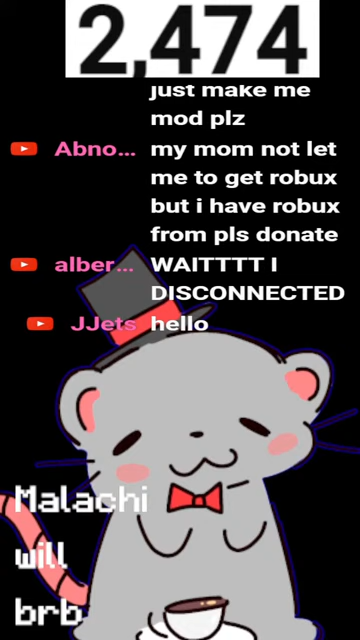 2,474
just make me
mod plz
Abno... my mom not let
me to get robux
but i have robux
from pls donate
alber... WAITTTT I
DISCONNECTED
JJets hello
Malachi
will
brb